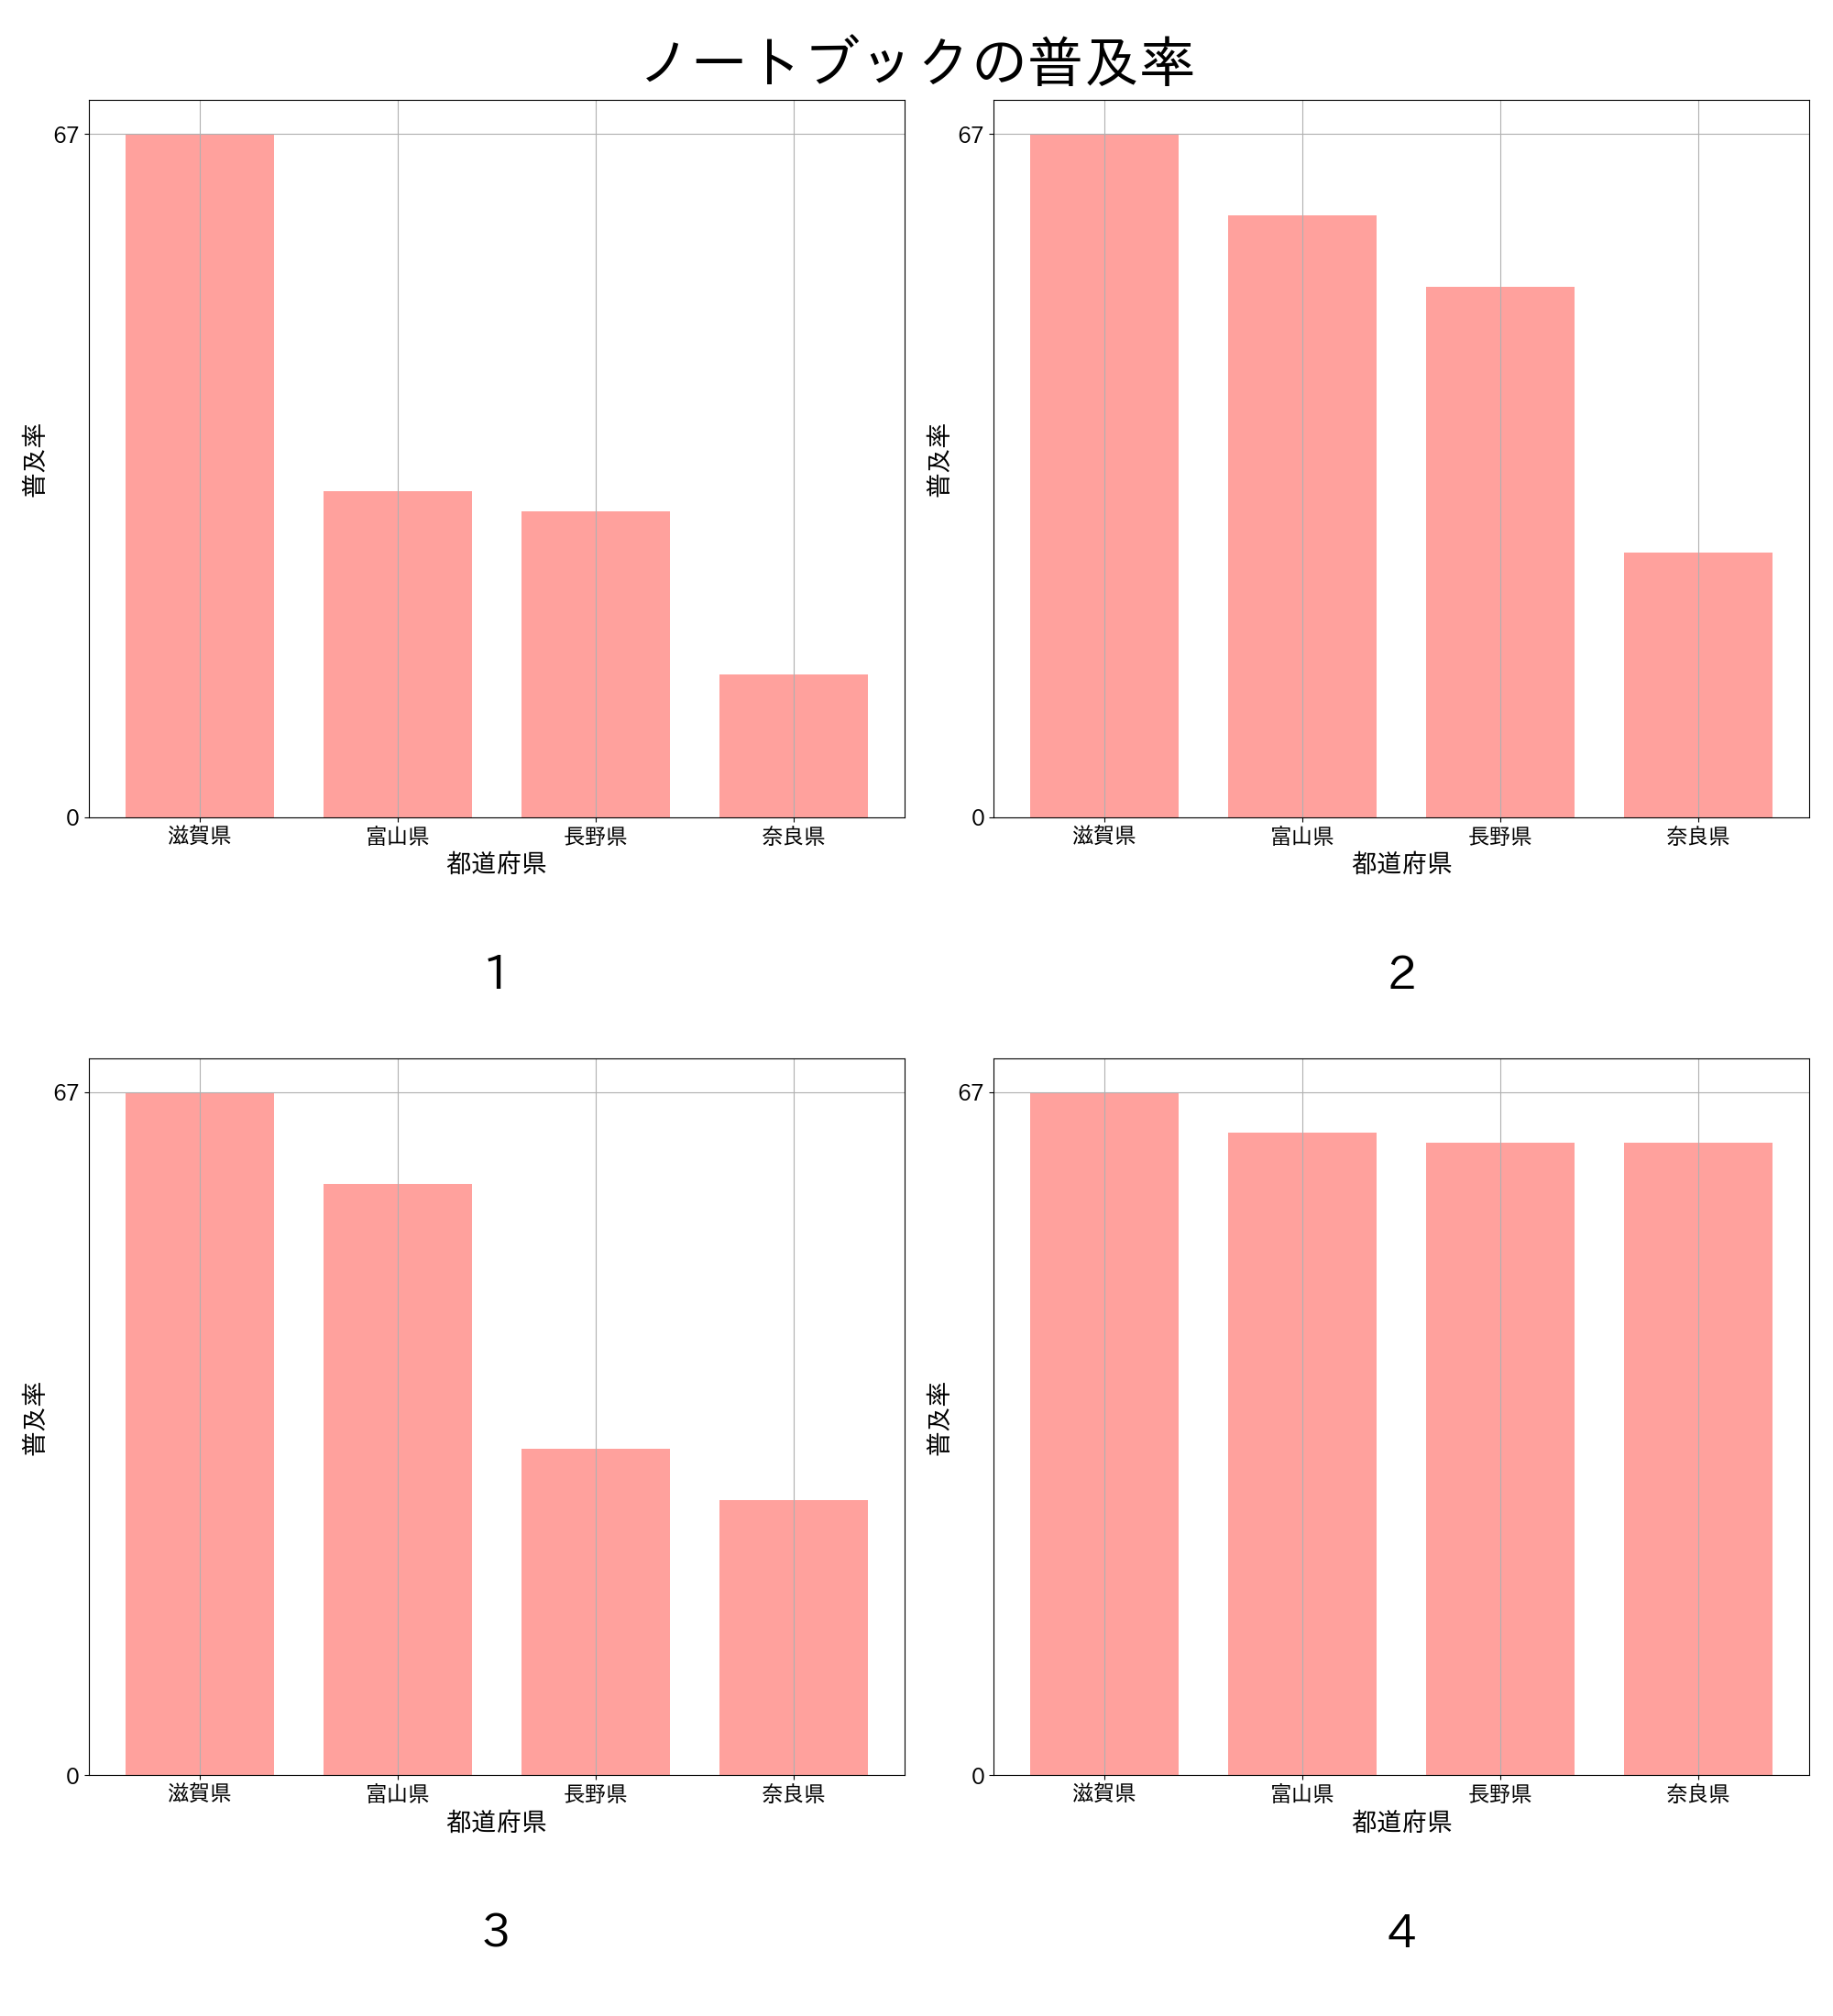 ノートブックの普及率
67
0
普及率
滋賀県 富山県 長野県 奈良県
都道府県
1
67
0
普及率
滋賀県 富山県 長野県 奈良県
都道府県
2
67
0
普及率
滋賀県 富山県 長野県 奈良県
都道府県
3
67
0
普及率
滋賀県 富山県 長野県 奈良県
都道府県
4